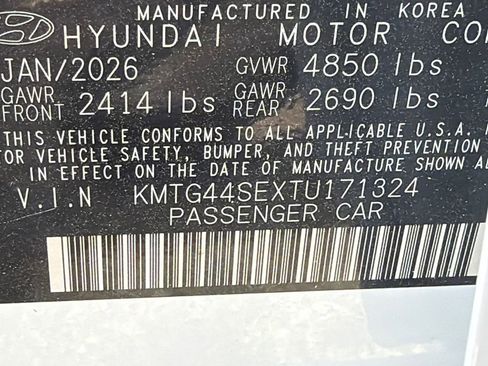 MANUFACTURED IN KOREA
HYUNDAI MOTOR CO
JAN/2026 GVWR 4850 lbs
GAWR FRONT 2414 lbs GAWR REAR 2690 lbs
THIS VEHICLE CONFORMS TO ALL APPLICABLE U.S.A.
VEHICLE SAFETY, BUMPER, AND THEFT PREVENTION
IN EFFECT ON THE DATE OF MANUFACTURE SHOWN
V.I.N KMTG44SEXTU171324
PASSENGER CAR